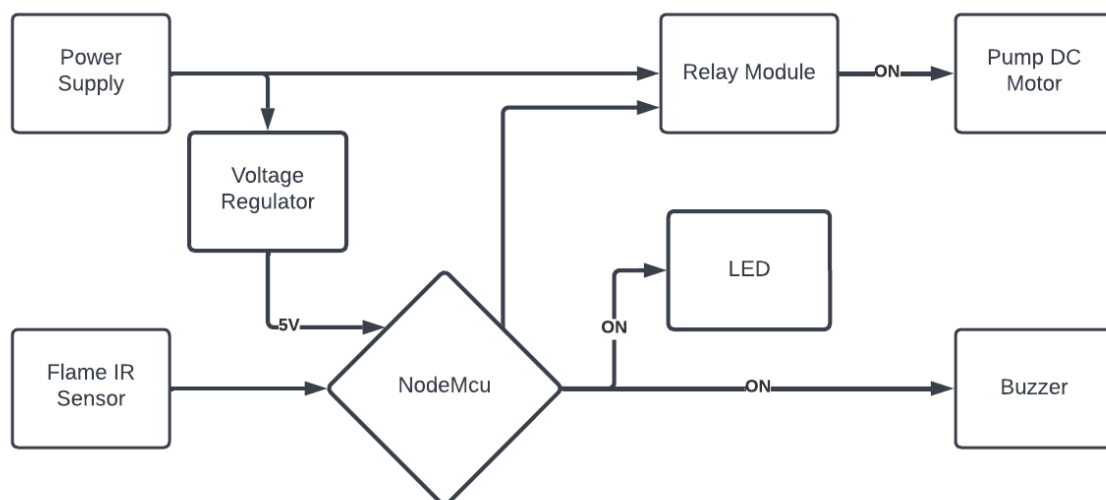 Power
Supply
Relay Module
ON
Pump DC
Motor
Voltage
Regulator
LED
5V
ON
Flame IR
Sensor
NodeMcu
ON
Buzzer